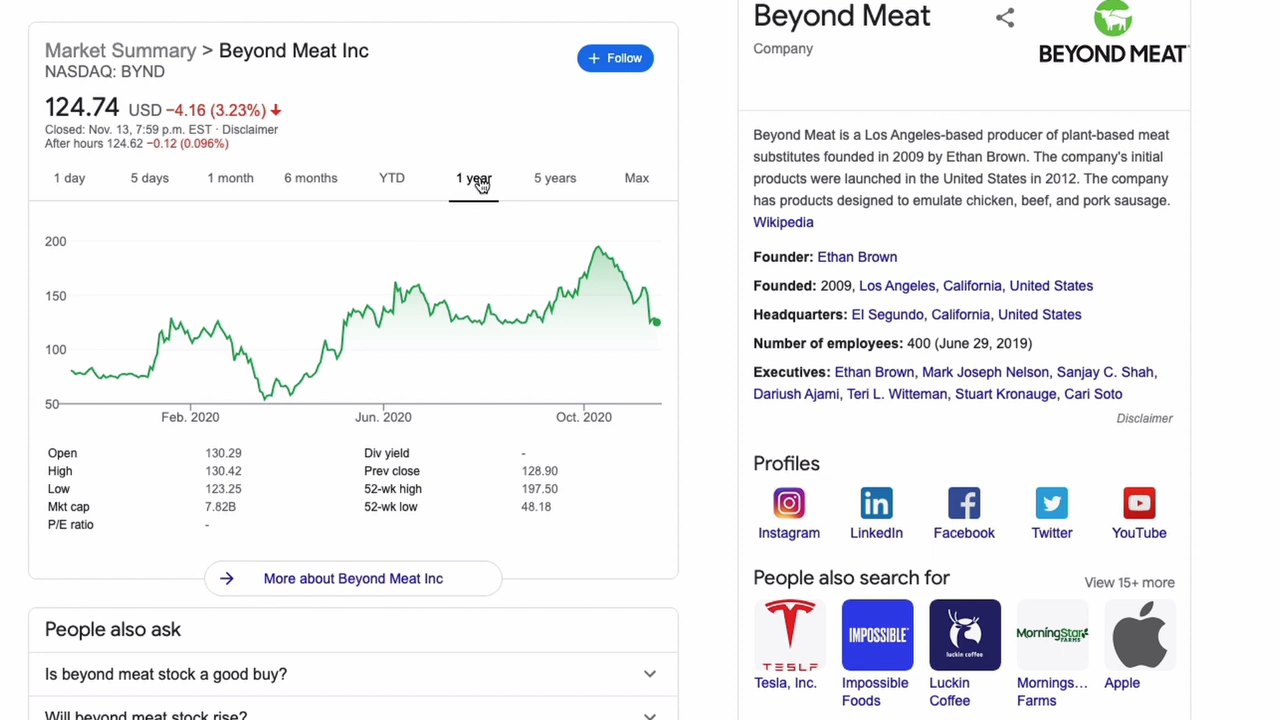 Market Summary > Beyond Meat Inc
NASDAQ: BYND
+ Follow
124.74 USD −4.16 (3.23%)
Closed: Nov. 13, 7:59 p.m. EST · Disclaimer
After hours 124.62 −0.12 (0.096%)
1 day 5 days 1 month 6 months YTD 1 year 5 years Max
200
150
100
50
Feb. 2020 Jun. 2020 Oct. 2020
Open 130.29 Div yield -
High 130.42 Prev close 128.90
Low 123.25 52-wk high 197.50
Mkt cap 7.82B 52-wk low 48.18
P/E ratio -
More about Beyond Meat Inc
People also ask
Is beyond meat stock a good buy?
Will beyond meat stock rise?
Beyond Meat
Company
BEYOND MEAT
Beyond Meat is a Los Angeles-based producer of plant-based meat
substitutes founded in 2009 by Ethan Brown. The company's initial
products were launched in the United States in 2012. The company
has products designed to emulate chicken, beef, and pork sausage.
Wikipedia
Founder: Ethan Brown
Founded: 2009, Los Angeles, California, United States
Headquarters: El Segundo, California, United States
Number of employees: 400 (June 29, 2019)
Executives: Ethan Brown, Mark Joseph Nelson, Sanjay C. Shah,
Dariush Ajami, Teri L. Witteman, Stuart Kronauge, Cari Soto
Disclaimer
Profiles
Instagram LinkedIn Facebook Twitter YouTube
People also search for
View 15+ more
TESLA IMPOSSIBLE luckin coffee MorningStar FARMS
Tesla, Inc. Impossible Luckin Mornings... Apple
Foods Coffee Farms